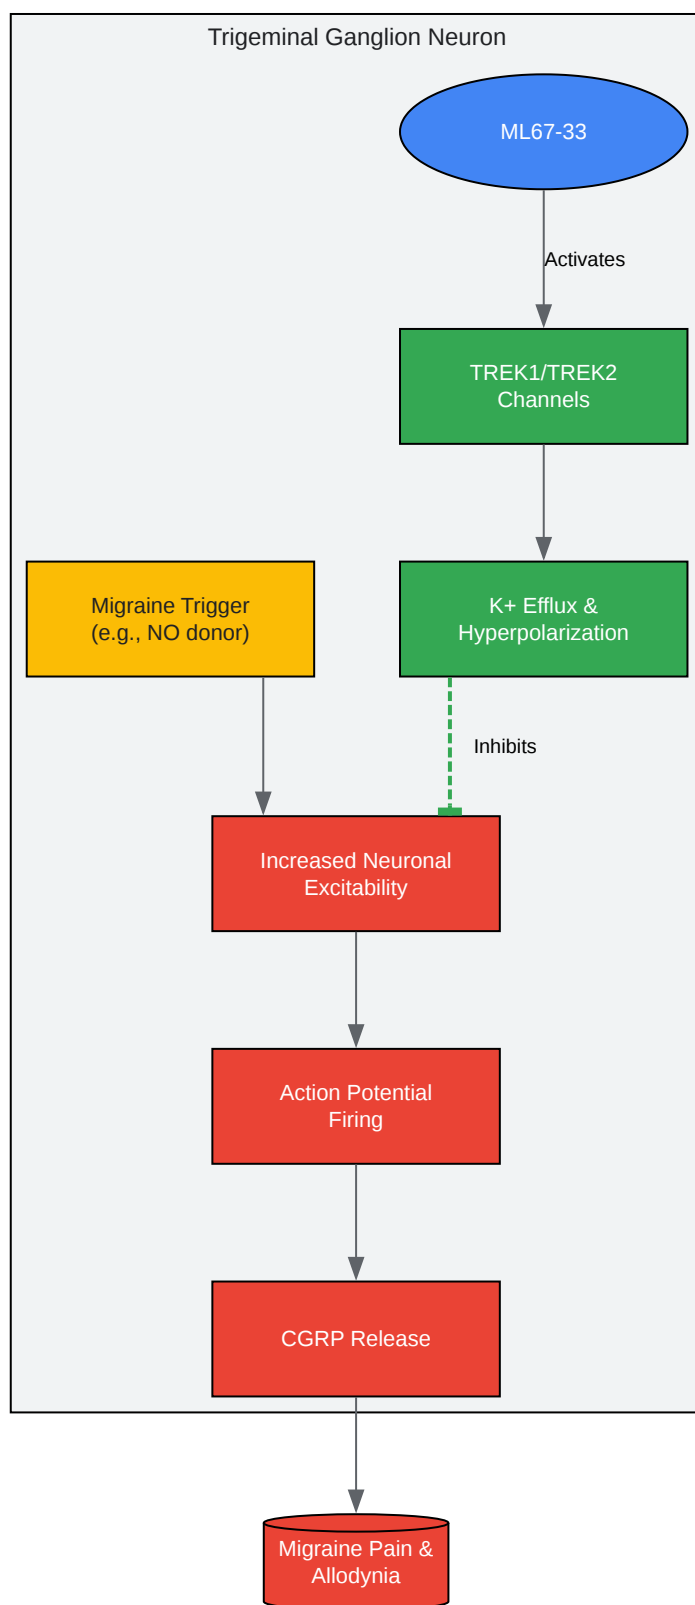 Trigeminal Ganglion Neuron
ML67-33
Activates
TREK1/TREK2
Channels
Migraine Trigger
(e.g., NO donor)
K+ Efflux &
Hyperpolarization
Inhibits
Increased Neuronal
Excitability
Action Potential
Firing
CGRP Release
Migraine Pain &
Allodynia